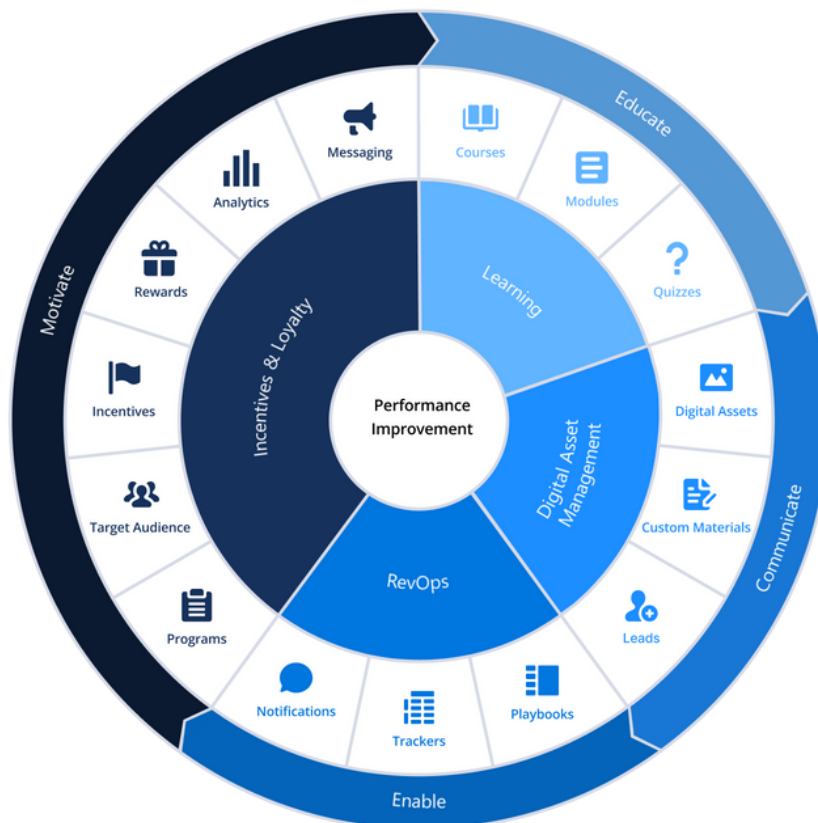 Educate
Messaging
Courses
Analytics
Modules
Rewards
Quizzes
Learning
Motivate
Incentives & Loyalty
Incentives
Performance
Improvement
Digital Assets
Digital Asset
Management
Target Audience
Custom Materials
Communicate
RevOps
Programs
Leads
Notifications
Trackers
Playbooks
Enable